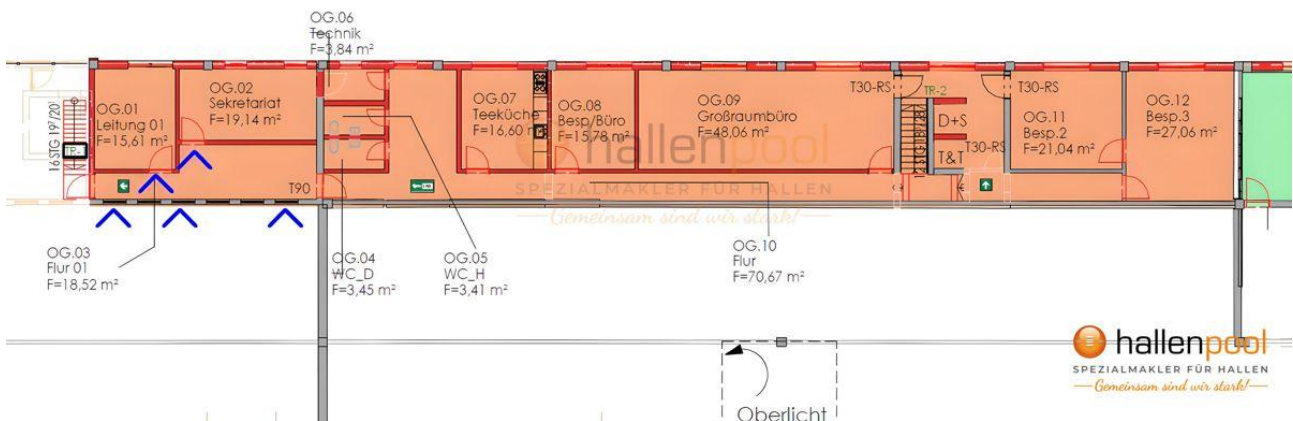 OG.06
Technik
F=3,84 m²
OG.01
Leitung 01
F=15,61 m²
OG.02
Sekretariat
F=19,14 m²
OG.07
Teeküche
F=16,60 m²
OG.08
Besp/Büro
F=15,78 m²
OG.09
Großraumbüro
F=48,06 m²
T30-RS
TR-2
D+S
T&T
T30-RS
T30-RS
OG.11
Besp.2
F=21,04 m²
OG.12
Besp.3
F=27,06 m²
T90
hallenpool
SPEZIALMAKLER FÜR HALLEN
Gemeinsam sind wir stark!
OG.03
Flur 01
F=18,52 m²
OG.04
WC_D
F=3,45 m²
OG.05
WC_H
F=3,41 m²
OG.10
Flur
F=70,67 m²
Oberlicht
hallenpool
SPEZIALMAKLER FÜR HALLEN
Gemeinsam sind wir stark!